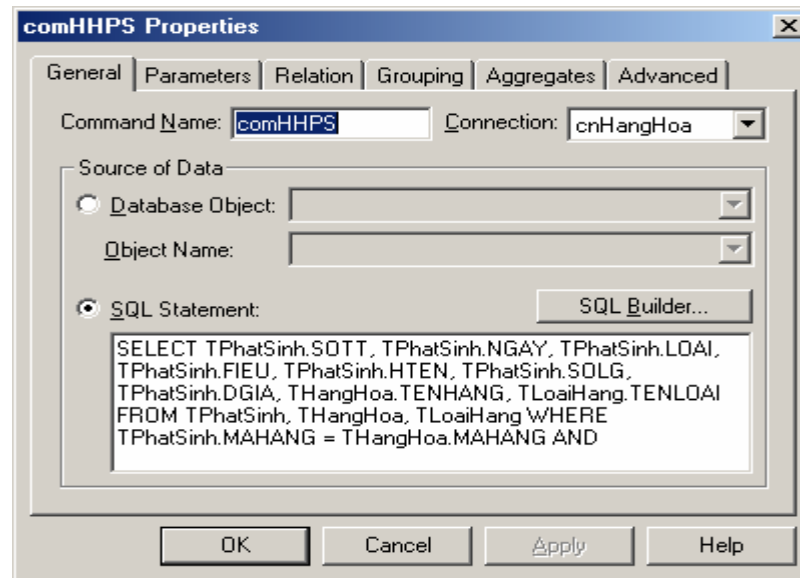 comHHPS Properties
General Parameters Relation Grouping Aggregates Advanced
Command Name: comHHPS Connection: cnHangHoa
Source of Data
Database Object:
Object Name:
SQL Statement: SQL Builder...
SELECT TPhatSinh.SOTT, TPhatSinh.NGAY, TPhatSinh.LOAI,
TPhatSinh.FIEU, TPhatSinh.HTEN, TPhatSinh.SOLG,
TPhatSinh.DGIA, THangHoa.TENHANG, TLoaiHang.TENLOAI
FROM TPhatSinh, THangHoa, TLoaiHang WHERE
TPhatSinh.MAHANG = THangHoa.MAHANG AND
OK Cancel Apply Help